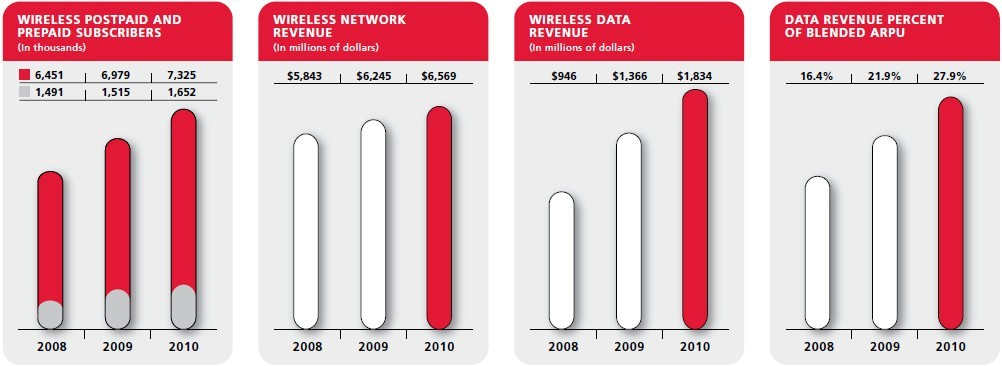 WIRELESS POSTPAID AND
PREPAID SUBSCRIBERS
(In thousands)
6,451 6,979 7,325
1,491 1,515 1,652
2008 2009 2010
WIRELESS NETWORK
REVENUE
(In millions of dollars)
$5,843 $6,245 $6,569
2008 2009 2010
WIRELESS DATA
REVENUE
(In millions of dollars)
$946 $1,366 $1,834
2008 2009 2010
DATA REVENUE PERCENT
OF BLENDED ARPU
16.4% 21.9% 27.9%
2008 2009 2010